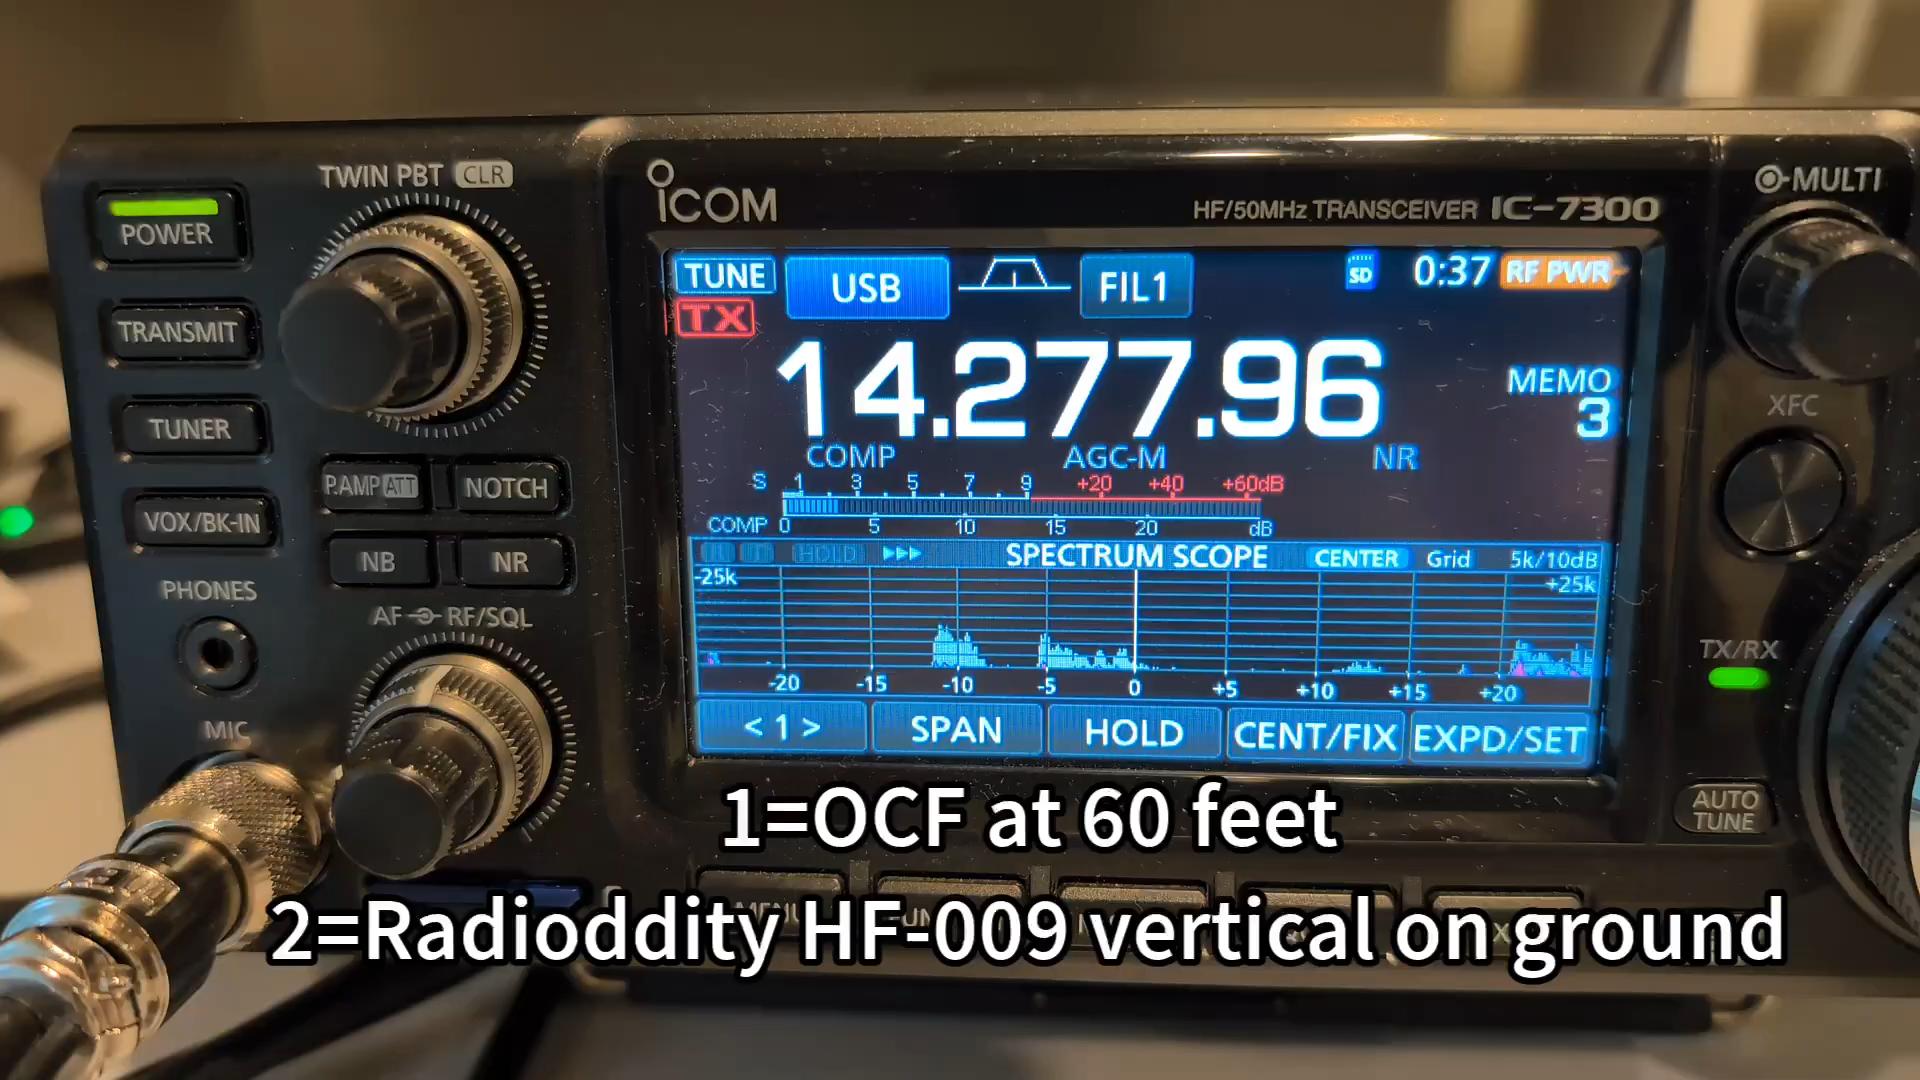 TWIN PBT CLR
POWER
TRANSMIT
TUNER
VOX/BK-IN
P.AMP ATT
NOTCH
NB
NR
PHONES
AF RF/SQL
MIC
ICOM
HF/50MHz TRANSCEIVER IC-7300
MULTI
TUNE USB FIL1 SD 0:37 RF PWR
TX
14.277.96
MEMO
3
COMP AGC-M NR
S 1 3 5 7 9 +20 +40 +60dB
COMP 0 5 10 15 20 dB
HOLD SPECTRUM SCOPE CENTER Grid 5k/10dB
-25k +25k
-20 -15 -10 -5 0 +5 +10 +15 +20
< 1 > SPAN HOLD CENT/FIX EXPD/SET
XFC
TX/RX
AUTO
TUNE
1=OCF at 60 feet
2=Radioddity HF-009 vertical on ground